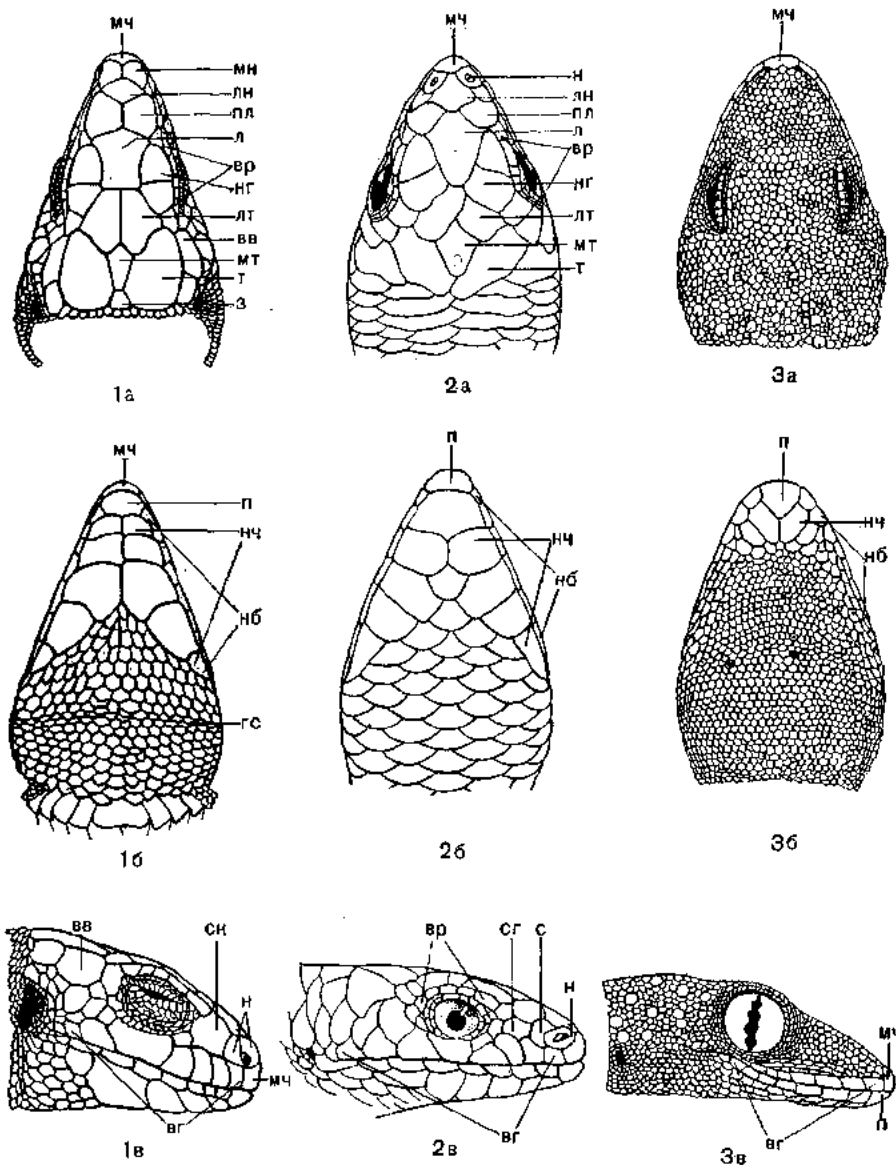 мч
мн
лн
пл
л
вр
нг
лт
вв
мт
т
з
1а
мч
н
лн
пл
л
вр
нг
лт
мт
т
2а
мч
3а
мч
п
нч
нб
гс
1б
п
нч
нб
2б
п
нч
нб
3б
вв
сн
н
мч
вг
1в
вр
сг
с
н
вг
2в
мч
п
вг
3в